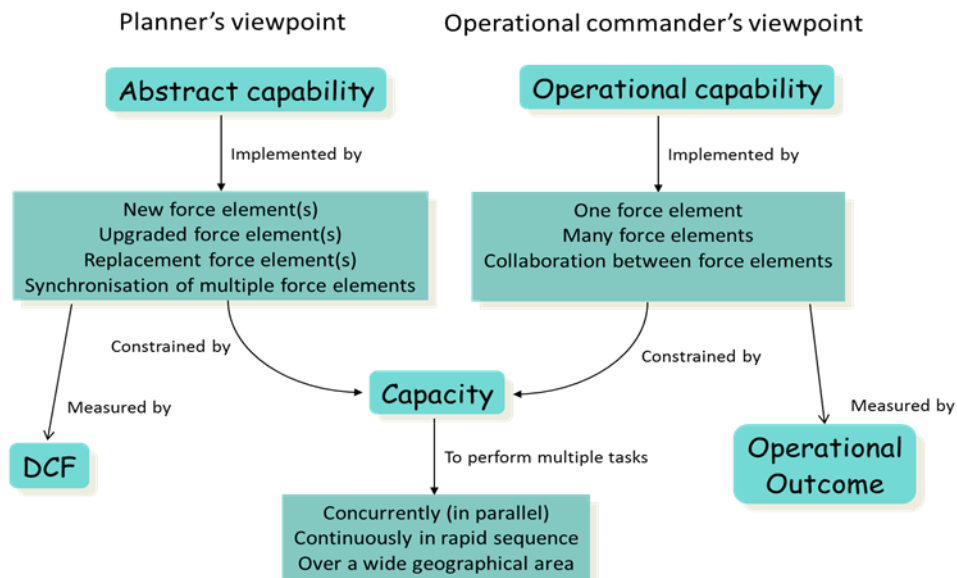 Planner's viewpoint
Operational commander's viewpoint
Abstract capability
Operational capability
Implemented by
Implemented by
New force element(s)
Upgraded force element(s)
Replacement force element(s)
Synchronisation of multiple force elements
One force element
Many force elements
Collaboration between force elements
Constrained by
Constrained by
Capacity
Measured by
Measured by
DCF
Operational
Outcome
To perform multiple tasks
Concurrently (in parallel)
Continuously in rapid sequence
Over a wide geographical area